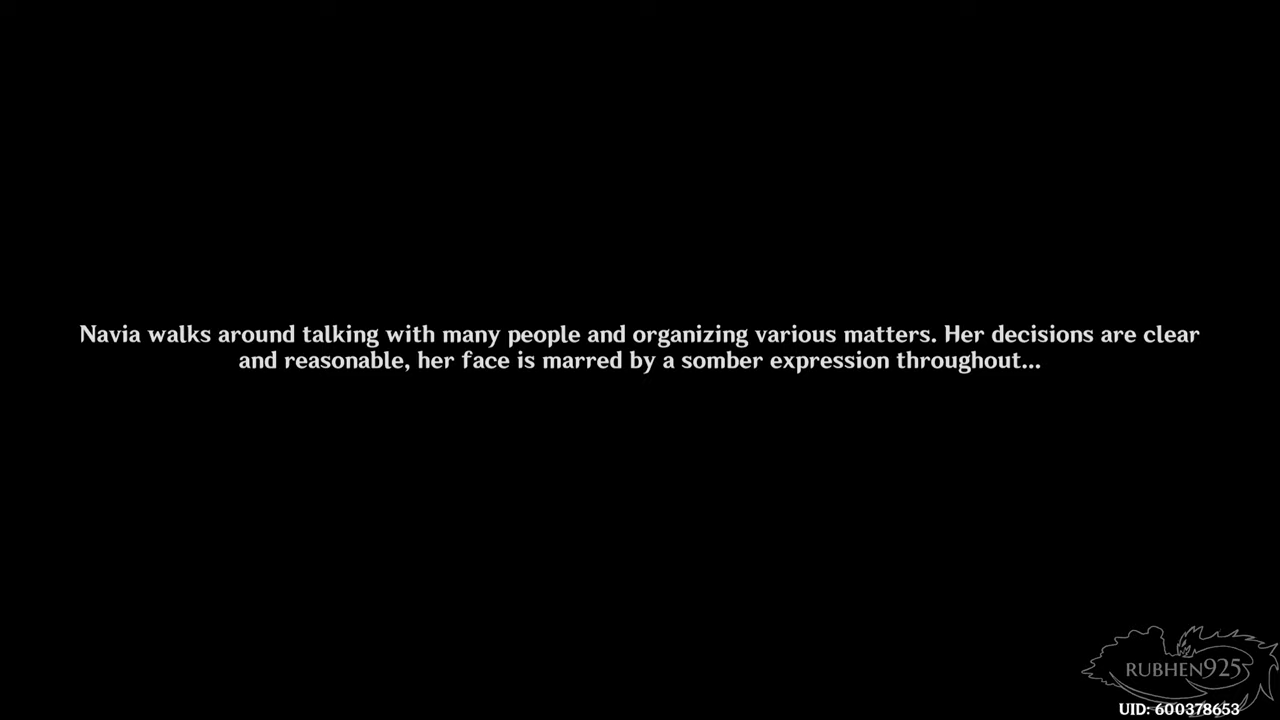 Navia walks around talking with many people and organizing various matters. Her decisions are clear
and reasonable, her face is marred by a somber expression throughout...
RUBHEN925
UID: 600378653